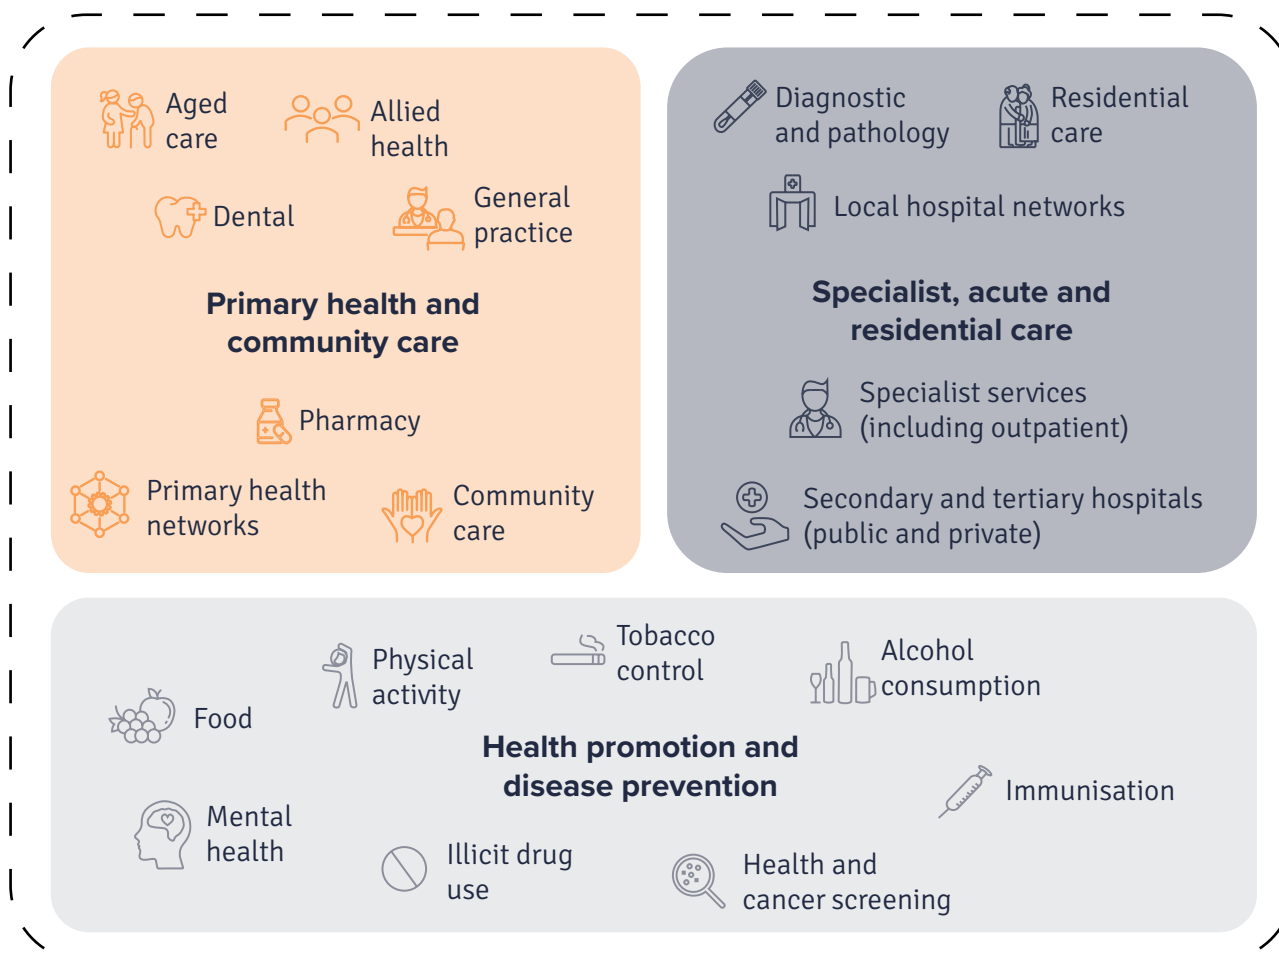 Aged
care
Allied
health
Dental
General
practice
Primary health and
community care
Pharmacy
Primary health
networks
Community
care
Diagnostic
and pathology
Residential
care
Local hospital networks
Specialist, acute and
residential care
Specialist services
(including outpatient)
Secondary and tertiary hospitals
(public and private)
Food
Physical
activity
Tobacco
control
Alcohol
consumption
Health promotion and
disease prevention
Mental
health
Illicit drug
use
Health and
cancer screening
Immunisation